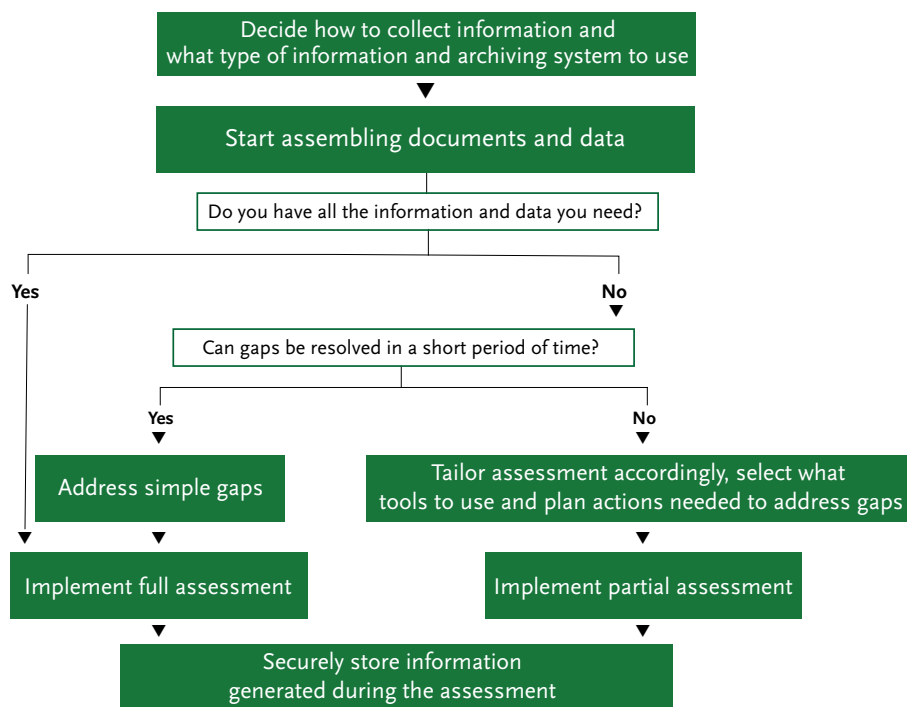 Decide how to collect information and
what type of information and archiving system to use
Start assembling documents and data
Do you have all the information and data you need?
Yes
No
Can gaps be resolved in a short period of time?
Yes
No
Address simple gaps
Tailor assessment accordingly, select what
tools to use and plan actions needed to address gaps
Implement full assessment
Implement partial assessment
Securely store information
generated during the assessment